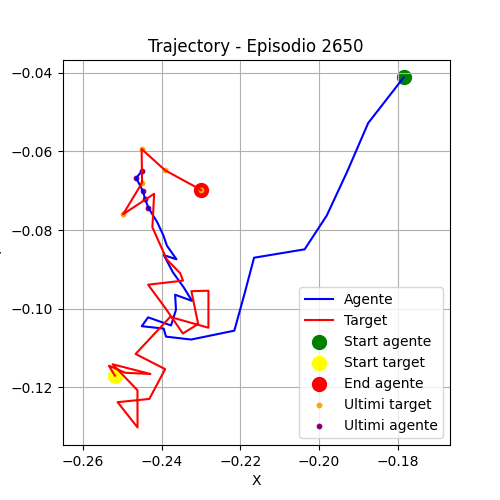 Trajectory - Episodio 2650
−0.04
−0.06
−0.08
−0.10
−0.12
−0.26
−0.24
−0.22
−0.20
−0.18
X
Agente
Target
Start agente
Start target
End agente
Ultimi target
Ultimi agente